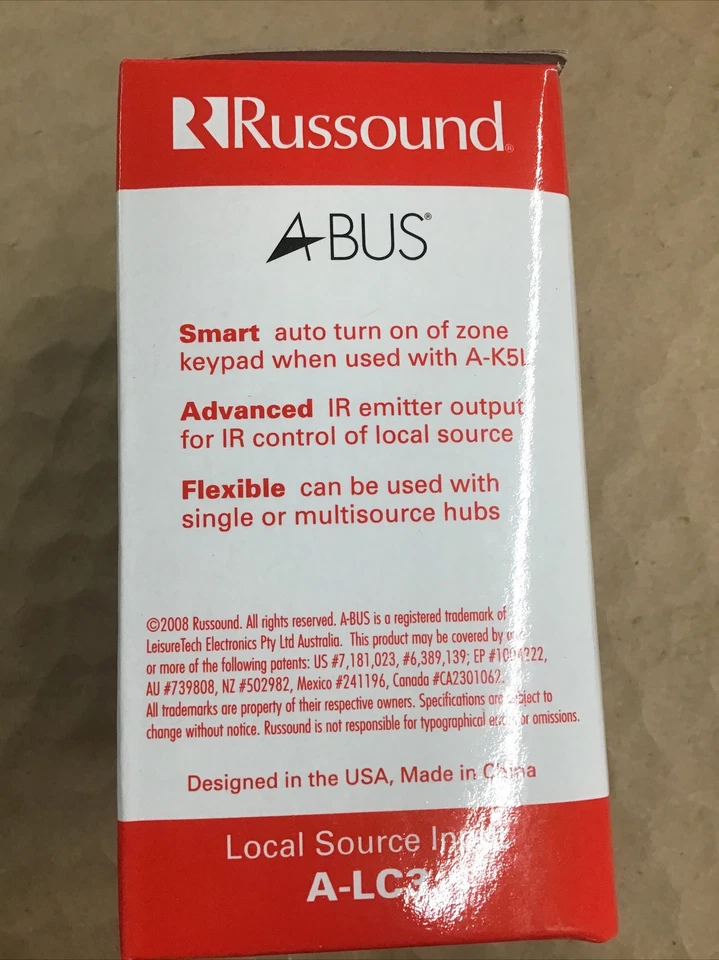 Russound®
A-BUS®
Smart auto turn on of zone
keypad when used with A-K5L
Advanced IR emitter output
for IR control of local source
Flexible can be used with
single or multisource hubs
©2008 Russound. All rights reserved. A-BUS is a registered trademark of
LeisureTech Electronics Pty Ltd Australia. This product may be covered by
or more of the following patents: US #7,181,023, #6,389,139; EP
AU #739808, NZ #502982, Mexico #241196, Canada #CA2301062.
All trademarks are property of their respective owners. Specifications are subject to
change without notice. Russound is not responsible for typographical errors or omissions.
Designed in the USA, Made in China
Local Source Input
A-LC3